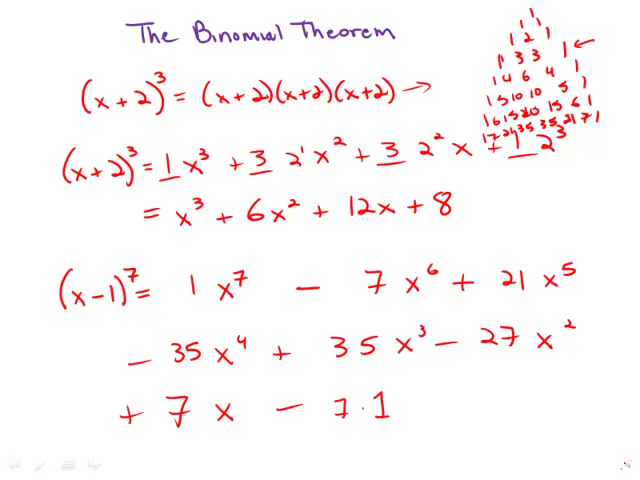 The Binomial Theorem
1
1 1
1 2 1
1 3 3 1 ←
1 4 6 4 1
1 5 10 10 5 1
1 6 15 20 15 6 1
1 7 21 35 35 21 7 1
(x + 2)³ = (x+2)(x+2)(x+2) →
(x + 2)³ = 1 x³ + 3 2¹ x² + 3 2² x + 1 2³
= x³ + 6x² + 12x + 8
(x − 1)⁷ = 1 x⁷ − 7 x⁶ + 21 x⁵
− 35 x⁴ + 35 x³ − 27 x²
+ 7 x − 7.1